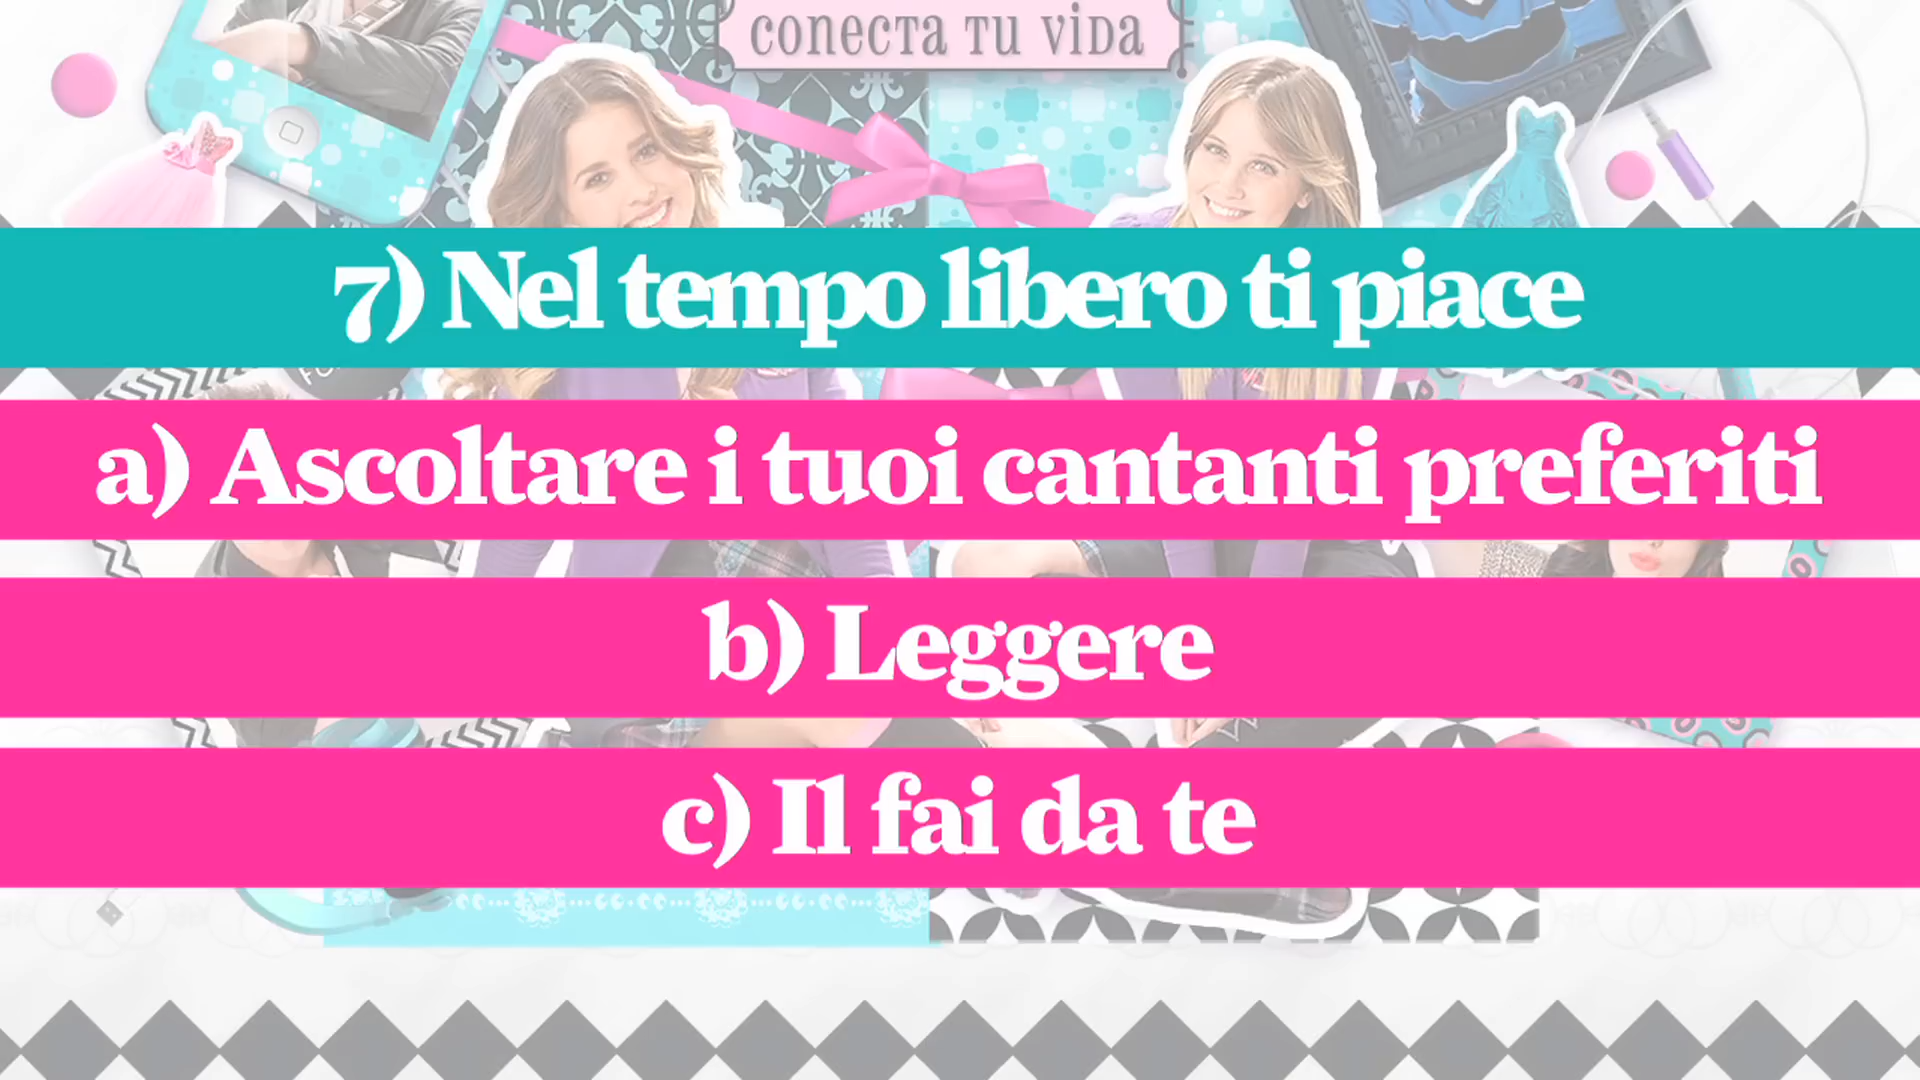 conecta tu vida
7) Nel tempo libero ti piace
a) Ascoltare i tuoi cantanti preferiti
b) Leggere
c) Il fai da te